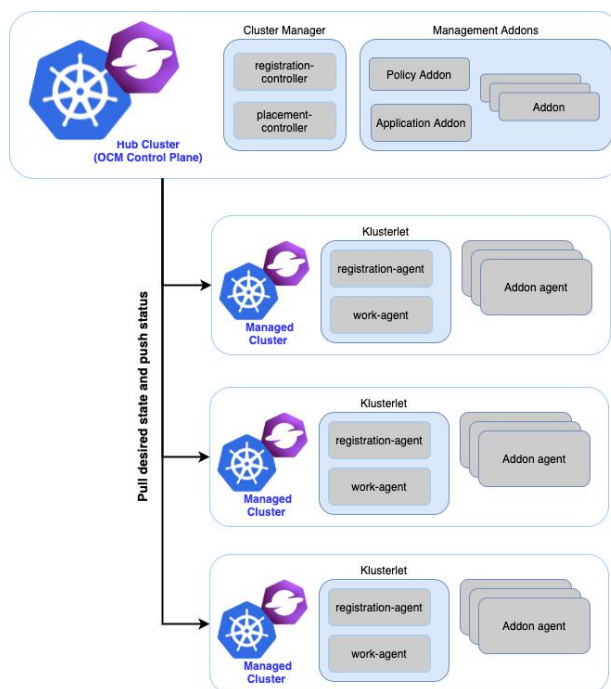 Cluster Manager
Management Addons
registration-
controller
placement-
controller
Policy Addon
Application Addon
Addon
Hub Cluster
(OCM Control Plane)
Pull desired state and push status
Klusterlet
registration-agent
work-agent
Addon agent
Managed
Cluster
Klusterlet
registration-agent
work-agent
Addon agent
Managed
Cluster
Klusterlet
registration-agent
work-agent
Addon agent
Managed
Cluster